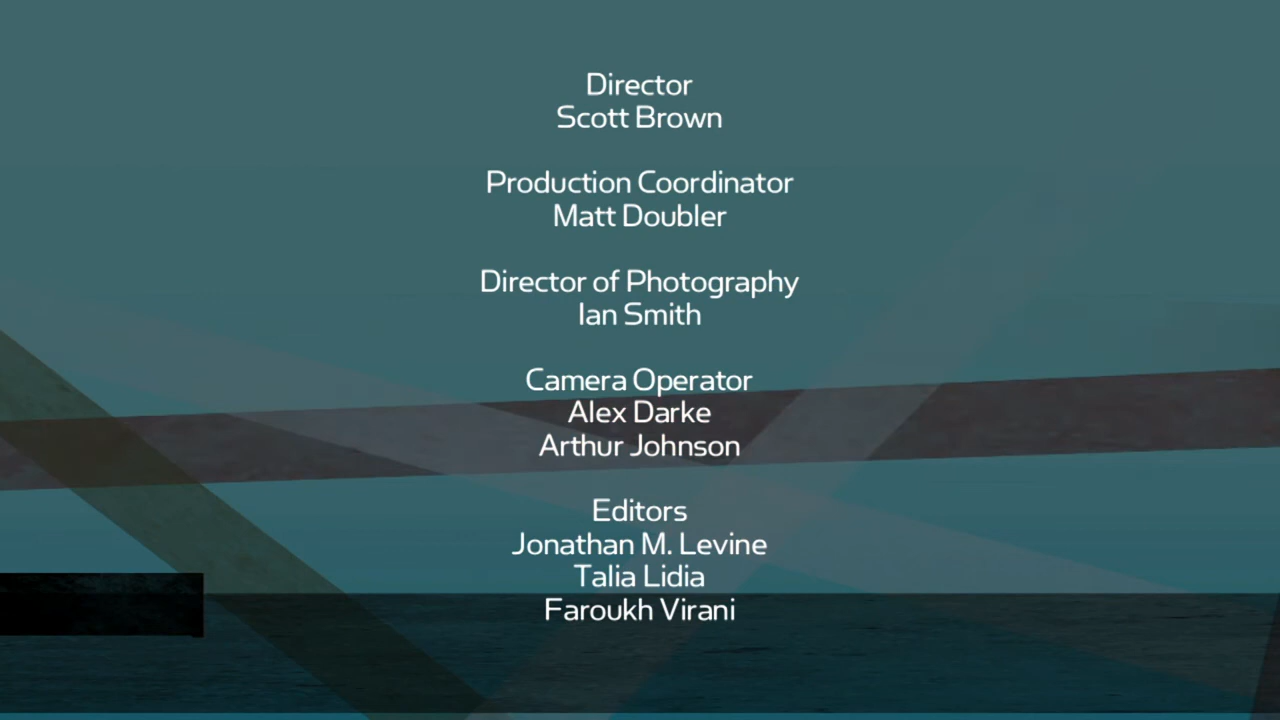 Director
Scott Brown
Production Coordinator
Matt Doubler
Director of Photography
Ian Smith
Camera Operator
Alex Darke
Arthur Johnson
Editors
Jonathan M. Levine
Talia Lidia
Faroukh Virani